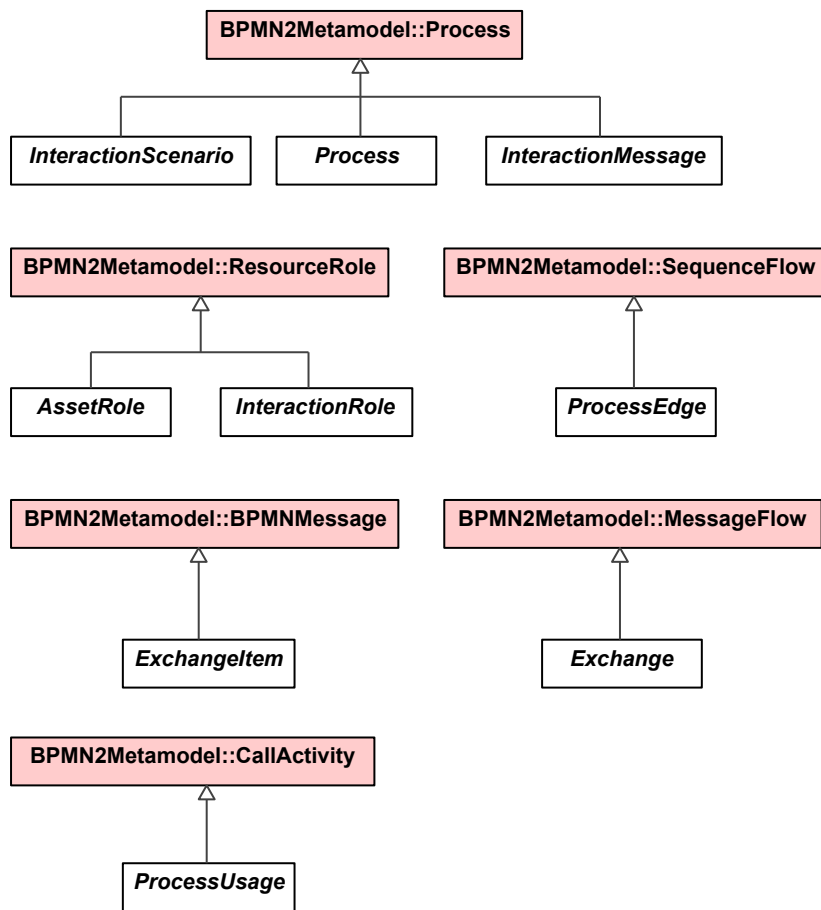 BPMN2Metamodel::Process
InteractionScenario
Process
InteractionMessage
BPMN2Metamodel::ResourceRole
BPMN2Metamodel::SequenceFlow
AssetRole
InteractionRole
ProcessEdge
BPMN2Metamodel::BPMNMessage
BPMN2Metamodel::MessageFlow
ExchangeItem
Exchange
BPMN2Metamodel::CallActivity
ProcessUsage